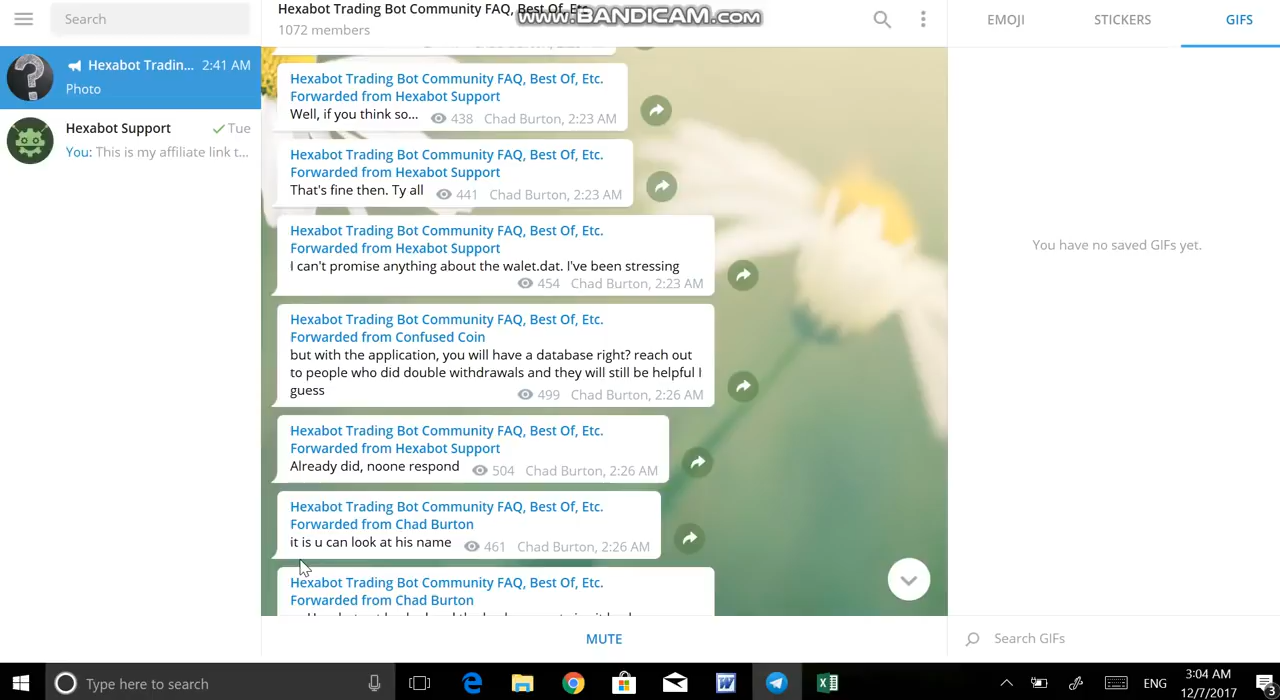 Search
Hexabot Trading Bot Community FAQ, Best Of, Etc.
1072 members
www.BANDICAM.com
EMOJI
STICKERS
GIFS
Hexabot Tradin... 2:41 AM
Photo
Hexabot Support Tue
You: This is my affiliate link t...
Hexabot Trading Bot Community FAQ, Best Of, Etc.
Forwarded from Hexabot Support
Well, if you think so... 438 Chad Burton, 2:23 AM
Hexabot Trading Bot Community FAQ, Best Of, Etc.
Forwarded from Hexabot Support
That's fine then. Ty all 441 Chad Burton, 2:23 AM
Hexabot Trading Bot Community FAQ, Best Of, Etc.
Forwarded from Hexabot Support
I can't promise anything about the walet.dat. I've been stressing
454 Chad Burton, 2:23 AM
Hexabot Trading Bot Community FAQ, Best Of, Etc.
Forwarded from Confused Coin
but with the application, you will have a database right? reach out
to people who did double withdrawals and they will still be helpful I
guess 499 Chad Burton, 2:26 AM
Hexabot Trading Bot Community FAQ, Best Of, Etc.
Forwarded from Hexabot Support
Already did, noone respond 504 Chad Burton, 2:26 AM
Hexabot Trading Bot Community FAQ, Best Of, Etc.
Forwarded from Chad Burton
it is u can look at his name 461 Chad Burton, 2:26 AM
Hexabot Trading Bot Community FAQ, Best Of, Etc.
Forwarded from Chad Burton
You have no saved GIFs yet.
MUTE
Search GIFs
Type here to search
ENG
3:04 AM
12/7/2017